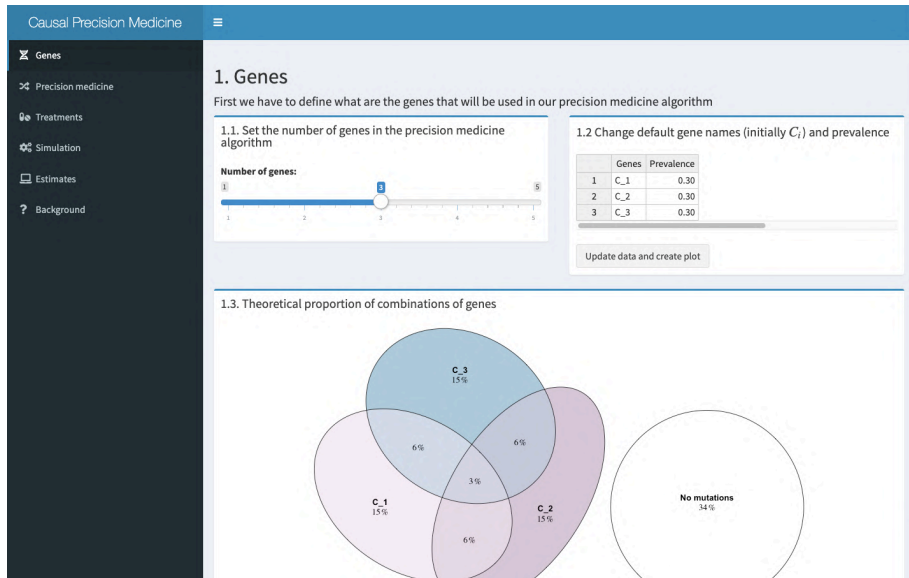 Causal Precision Medicine
Genes
Precision medicine
Treatments
Simulation
Estimates
Background
1. Genes
First we have to define what are the genes that will be used in our precision medicine algorithm
1.1. Set the number of genes in the precision medicine
algorithm
Number of genes:
1 3 5
1 2 3 4 5
1.2 Change default gene names (initially C_i) and prevalence
Genes Prevalence
1 C_1 0.30
2 C_2 0.30
3 C_3 0.30
Update data and create plot
1.3. Theoretical proportion of combinations of genes
C_3
15 %
6 %
6 %
3 %
C_1
15 %
C_2
15 %
6 %
No mutations
34 %